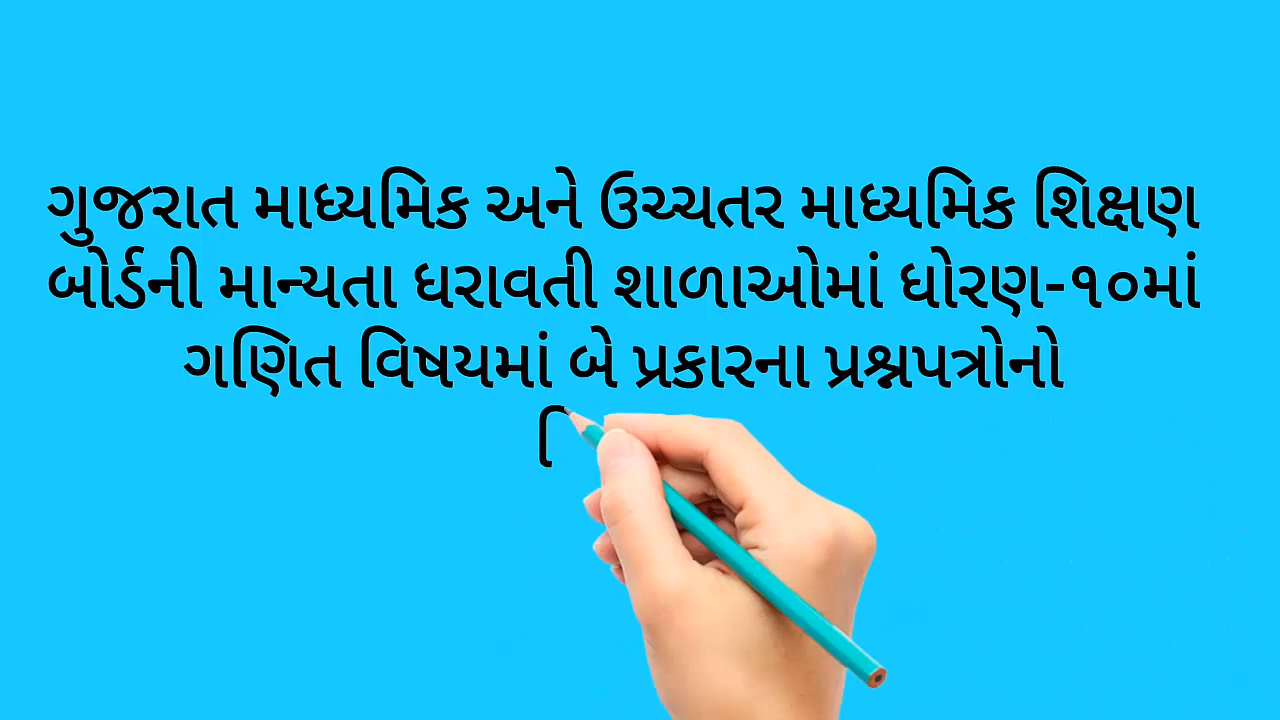 ગુજરાત માધ્યમિક અને ઉચ્ચતર માધ્યમિક શિક્ષણ
બોર્ડની માન્યતા ધરાવતી શાળાઓમાં ધોરણ-૧૦માં
ગણિત વિષયમાં બે પ્રકારના પ્રશ્નપત્રોનો